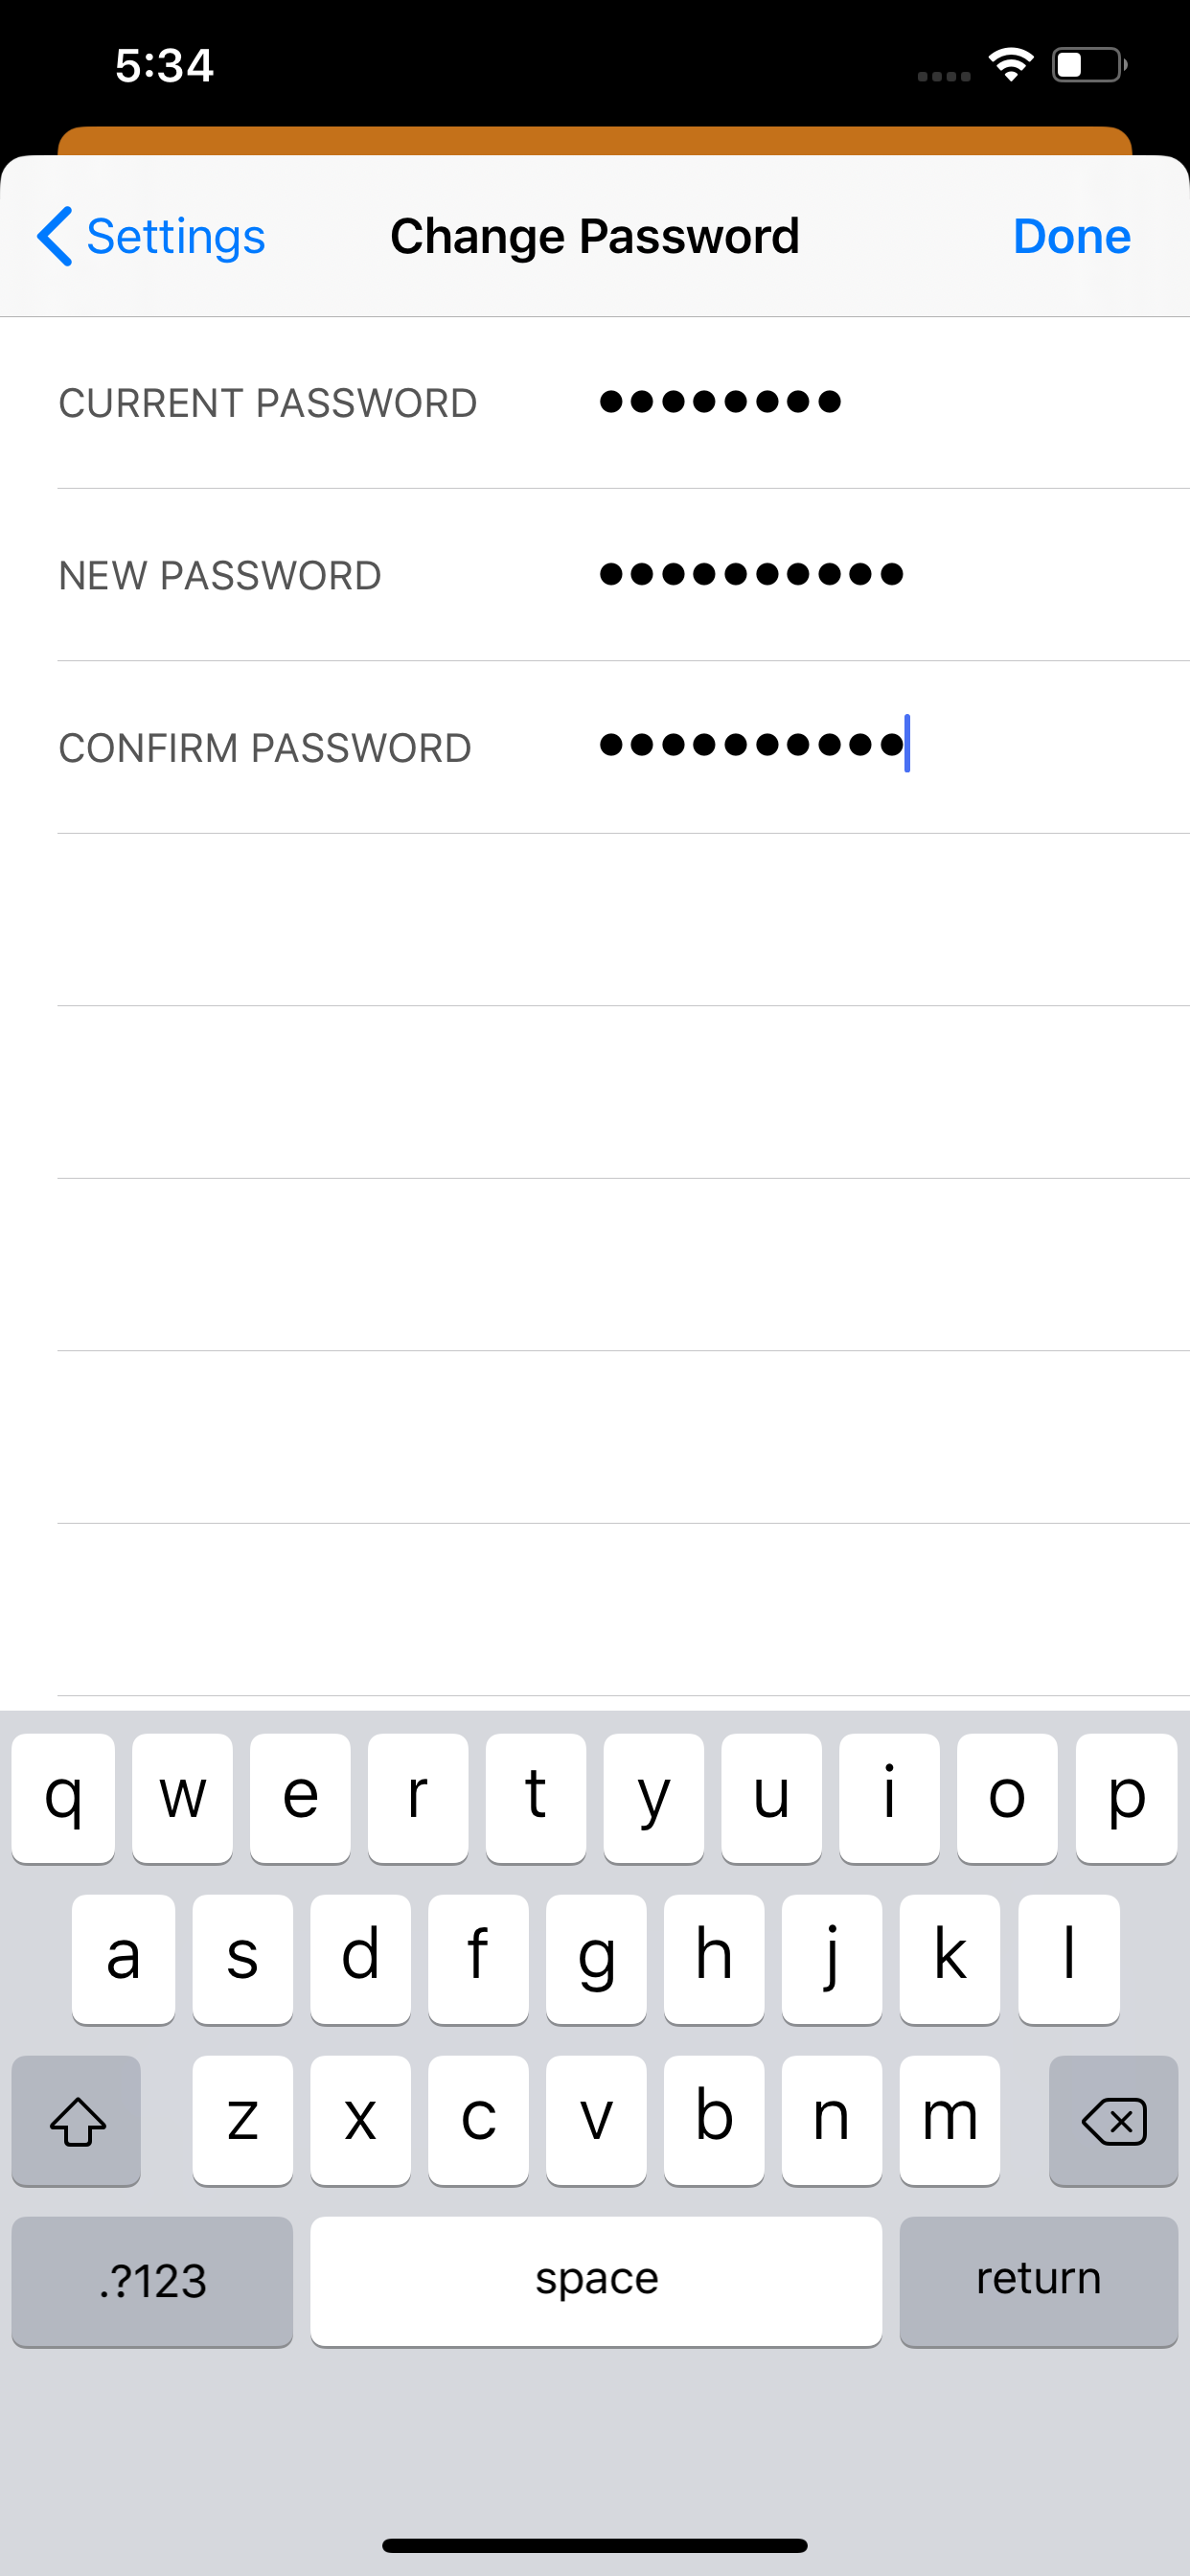 5:34
Settings Change Password Done
CURRENT PASSWORD ••••••••
NEW PASSWORD ••••••••••
CONFIRM PASSWORD ••••••••••
q w e r t y u i o p
a s d f g h j k l
z x c v b n m
.?123 space return